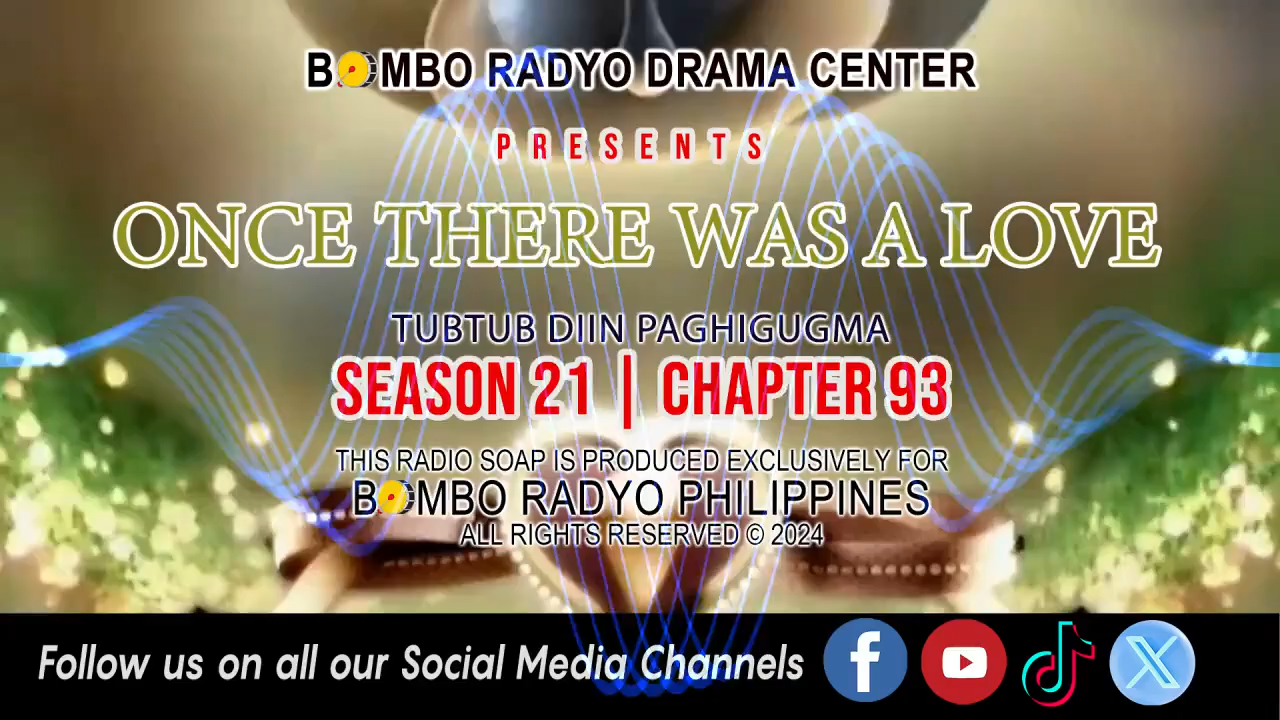 BOMBO RADYO DRAMA CENTER
PRESENTS
ONCE THERE WAS A LOVE
TUBTUB DIIN PAGHIGUGMA
SEASON 21 | CHAPTER 93
THIS RADIO SOAP IS PRODUCED EXCLUSIVELY FOR
BOMBO RADYO PHILIPPINES
ALL RIGHTS RESERVED © 2024
Follow us on all our Social Media Channels